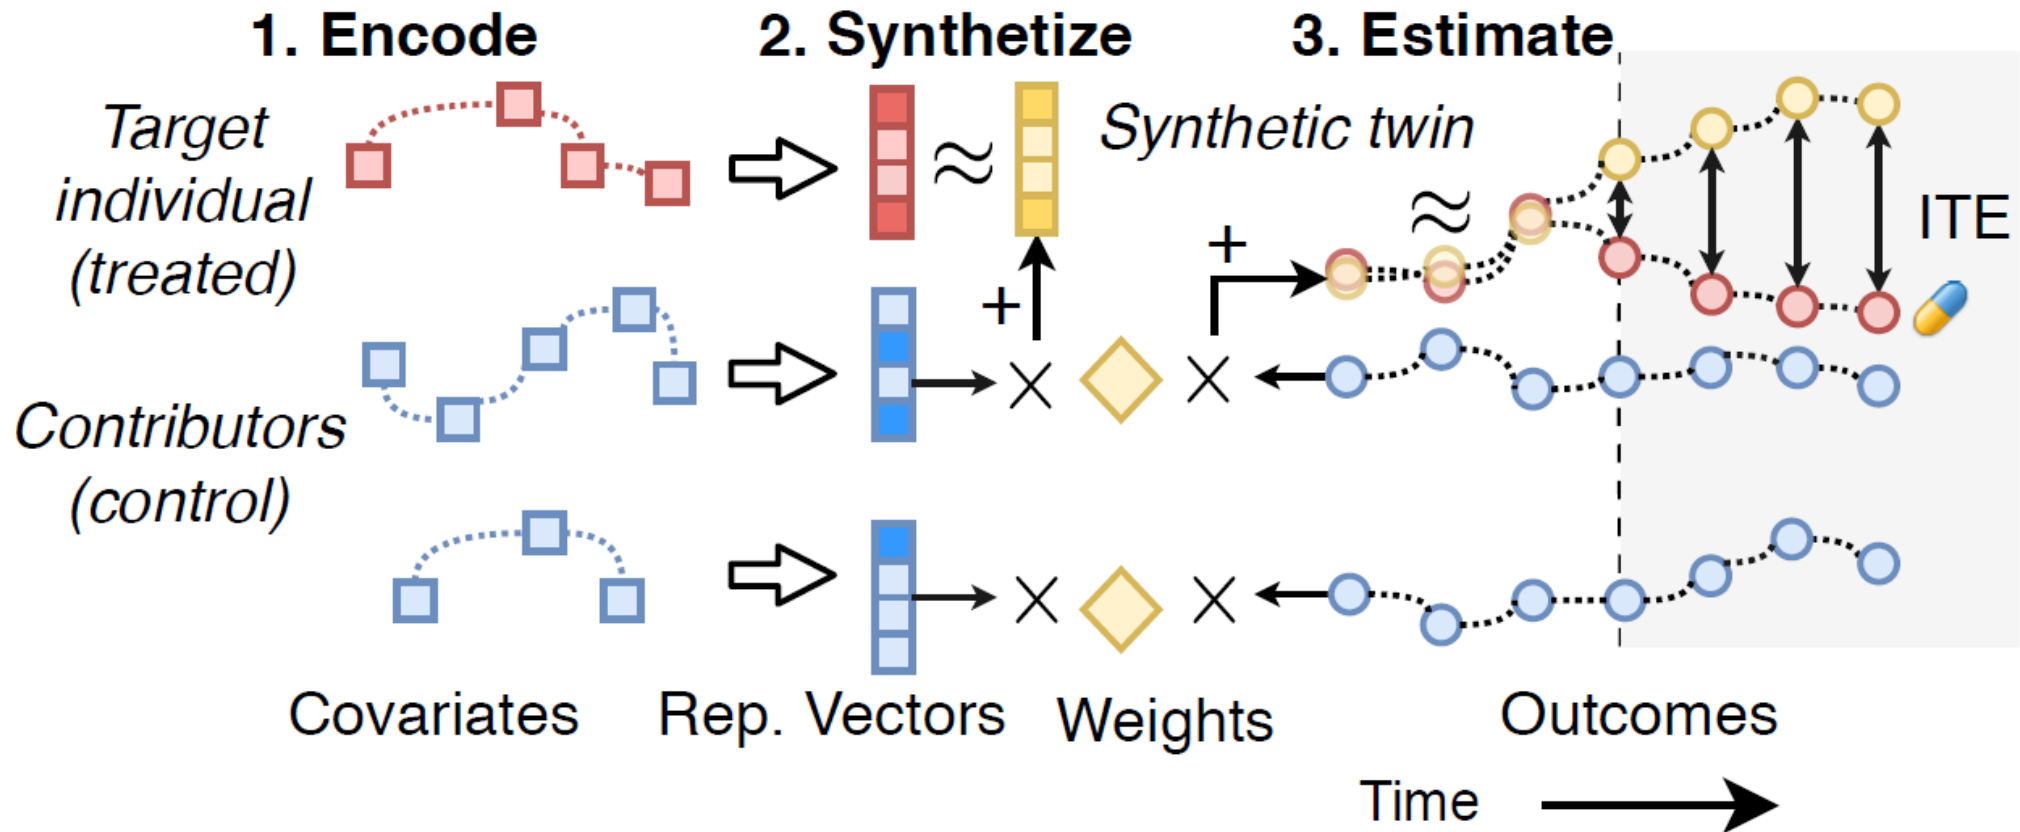 1. Encode
2. Synthetize
3. Estimate
Target
individual
(treated)
≈
Synthetic twin
≈
+
+
ITE
Contributors
(control)
Covariates
Rep. Vectors
Weights
Outcomes
Time